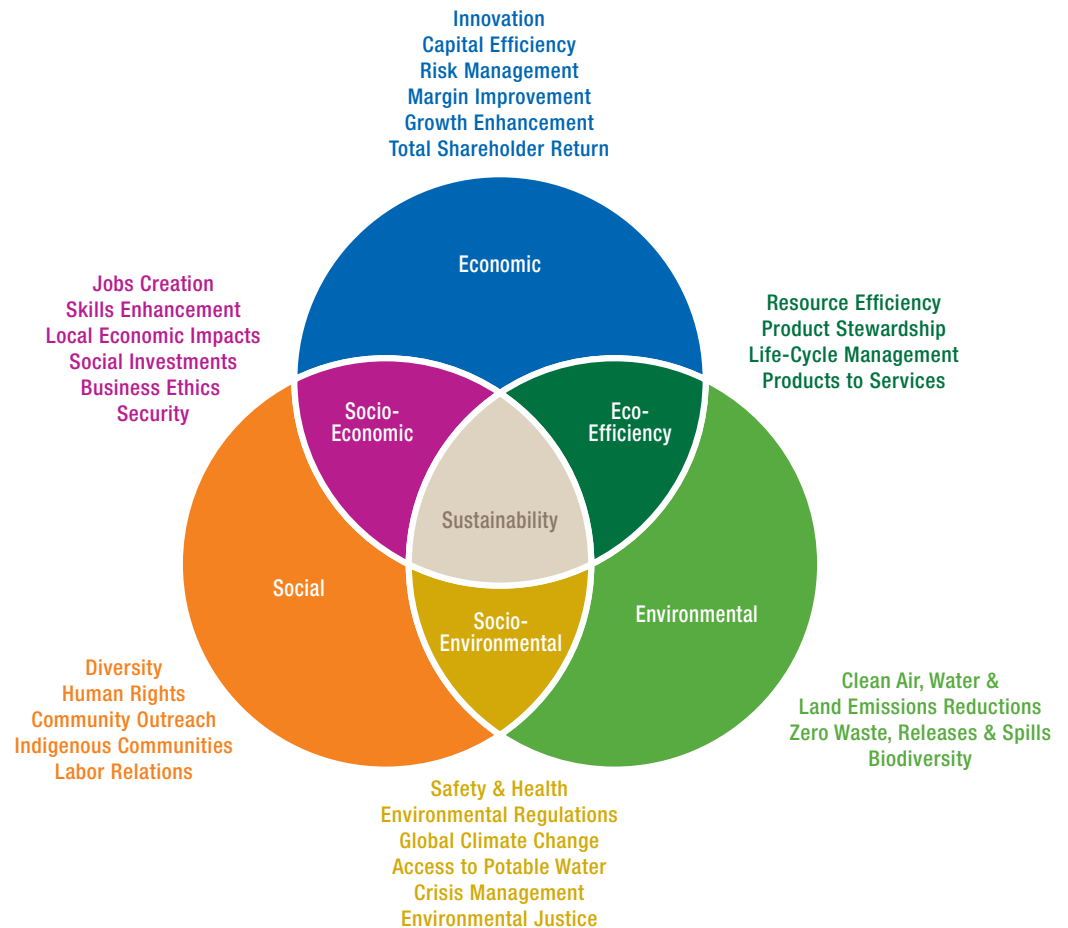 Innovation
Capital Efficiency
Risk Management
Margin Improvement
Growth Enhancement
Total Shareholder Return
Economic
Jobs Creation
Skills Enhancement
Local Economic Impacts
Social Investments
Business Ethics
Security
Resource Efficiency
Product Stewardship
Life-Cycle Management
Products to Services
Socio-
Economic
Eco-
Efficiency
Sustainability
Social
Environmental
Socio-
Environmental
Diversity
Human Rights
Community Outreach
Indigenous Communities
Labor Relations
Clean Air, Water &
Land Emissions Reductions
Zero Waste, Releases & Spills
Biodiversity
Safety & Health
Environmental Regulations
Global Climate Change
Access to Potable Water
Crisis Management
Environmental Justice